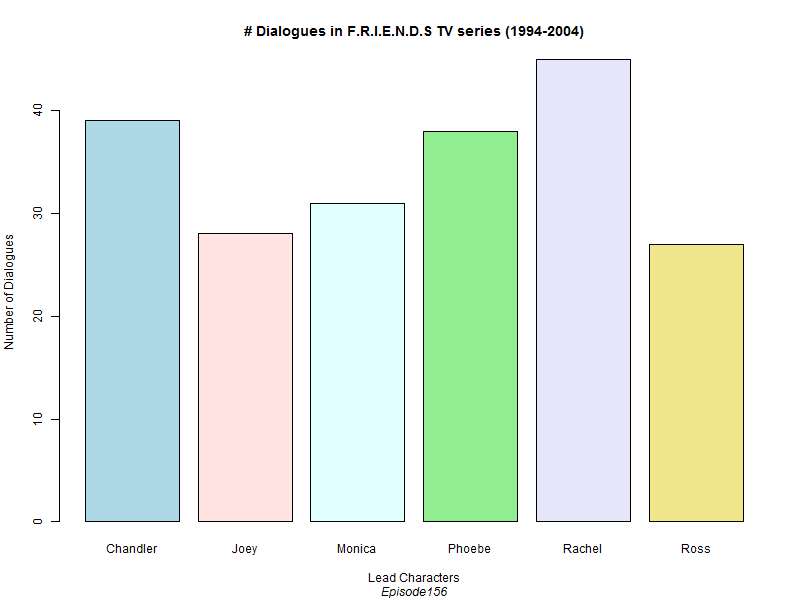 # Dialogues in F.R.I.E.N.D.S TV series (1994-2004)
Number of Dialogues
40
30
20
10
0
Chandler Joey Monica Phoebe Rachel Ross
Lead Characters
Episode156